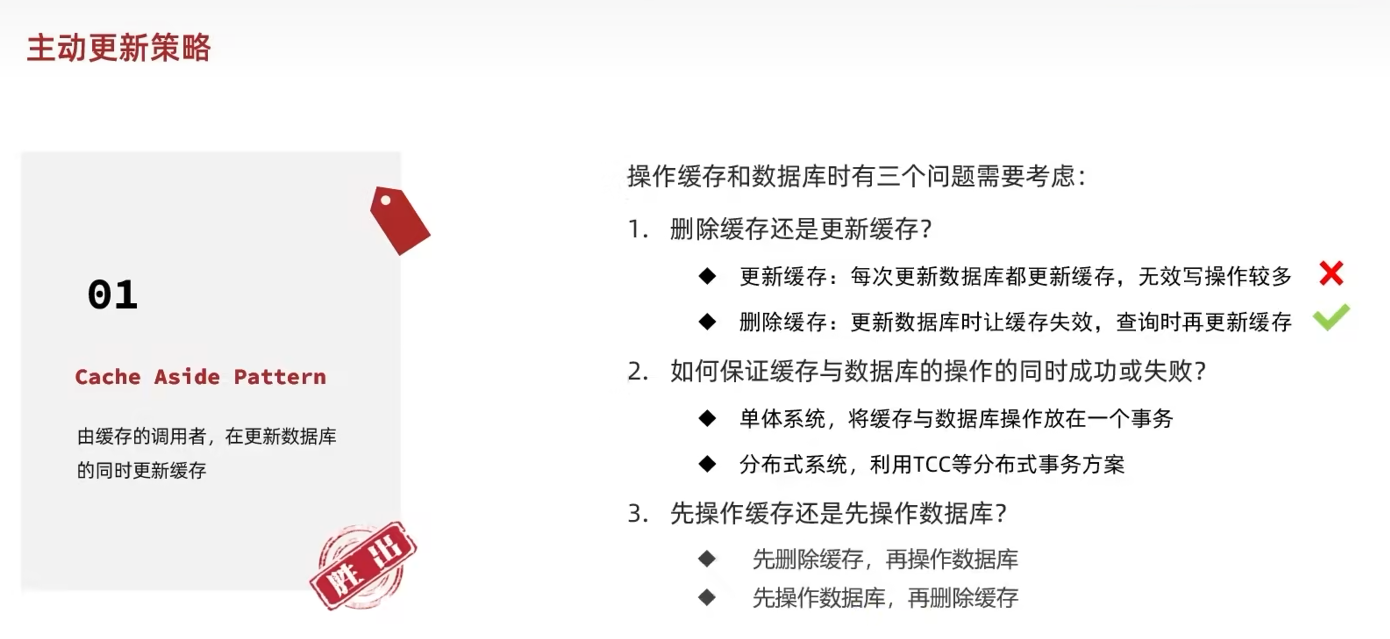 主动更新策略
01
Cache Aside Pattern
由缓存的调用者，在更新数据库
的同时更新缓存
胜出
操作缓存和数据库时有三个问题需要考虑：
1. 删除缓存还是更新缓存？
◆ 更新缓存：每次更新数据库都更新缓存，无效写操作较多
◆ 删除缓存：更新数据库时让缓存失效，查询时再更新缓存
2. 如何保证缓存与数据库的操作的同时成功或失败？
◆ 单体系统，将缓存与数据库操作放在一个事务
◆ 分布式系统，利用TCC等分布式事务方案
3. 先操作缓存还是先操作数据库？
◆ 先删除缓存，再操作数据库
◆ 先操作数据库，再删除缓存